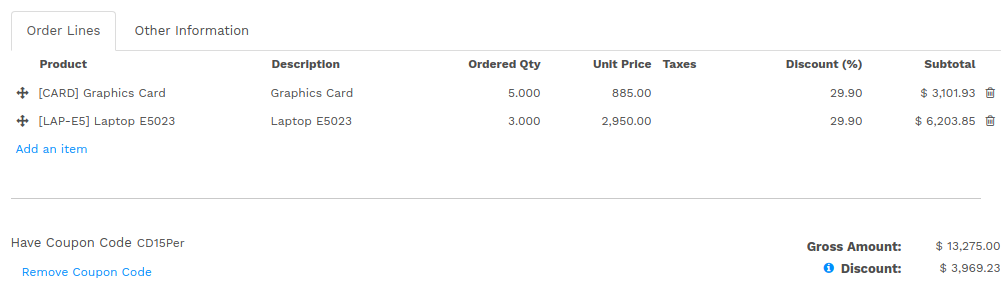 Order Lines Other Information
Product Description Ordered Qty Unit Price Taxes Discount (%) Subtotal
[CARD] Graphics Card Graphics Card 5.000 885.00 29.90 $ 3,101.93
[LAP-E5] Laptop E5023 Laptop E5023 3.000 2,950.00 29.90 $ 6,203.85
Add an item
Have Coupon Code CD15Per
Gross Amount: $ 13,275.00
Remove Coupon Code
Discount: $ 3,969.23